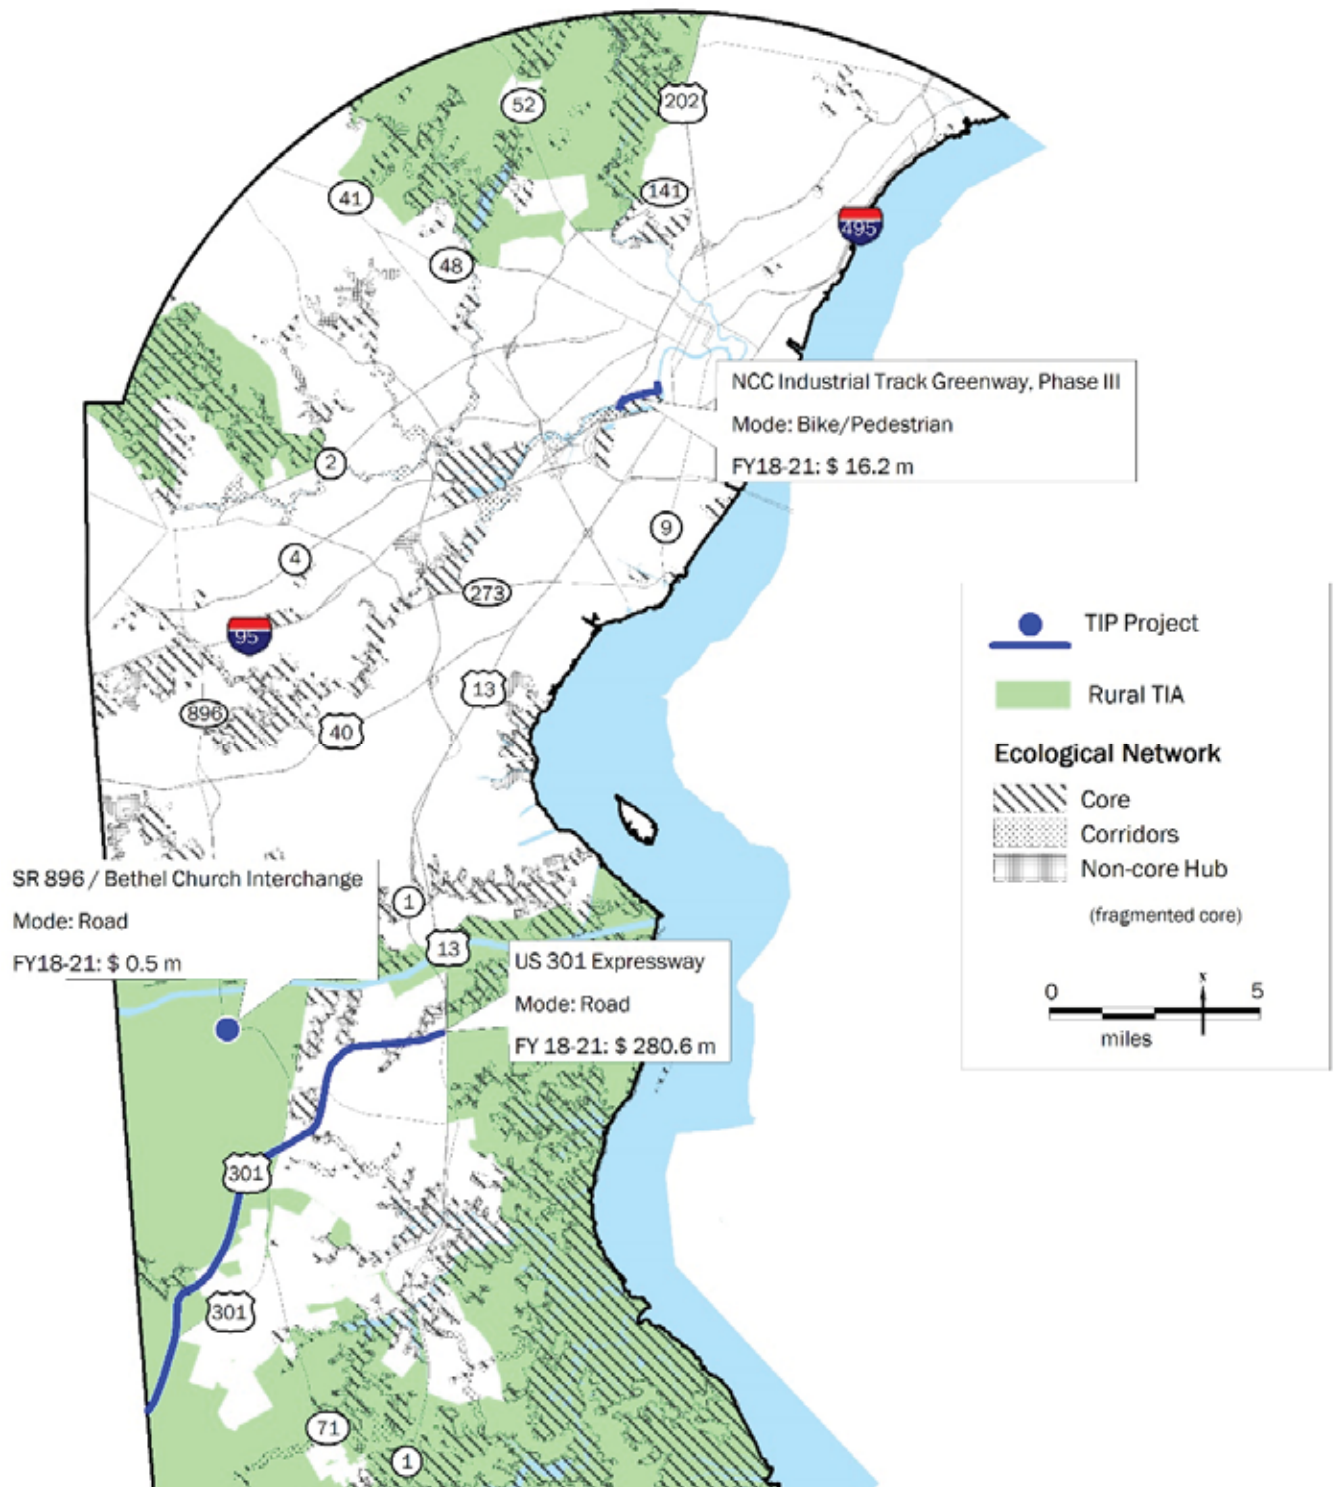 52
202
41
141
495
48
NCC Industrial Track Greenway, Phase III
Mode: Bike/Pedestrian
FY18-21: $ 16.2 m
2
9
4
273
95
13
896
40
TIP Project
Rural TIA
Ecological Network
Core
Corridors
Non-core Hub
(fragmented core)
0 5
miles
SR 896 / Bethel Church Interchange
Mode: Road
FY18-21: $ 0.5 m
1
13
US 301 Expressway
Mode: Road
FY 18-21: $ 280.6 m
301
301
71
1